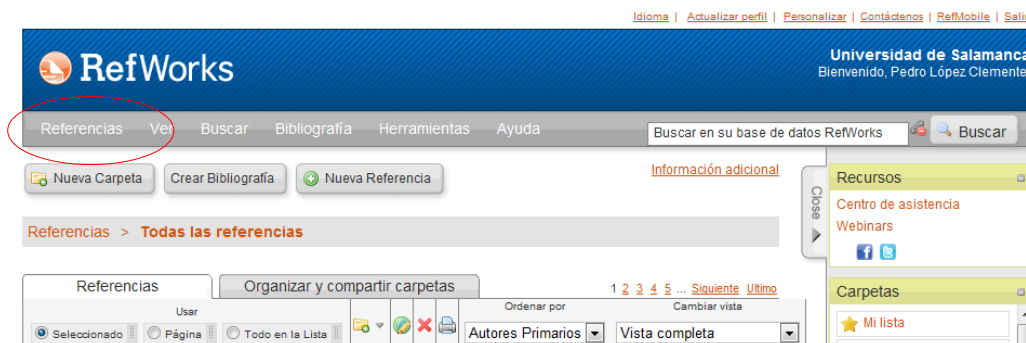 Idioma | Actualizar perfil | Personalizar | Contáctenos | RefMobile | Salir
RefWorks
Universidad de Salamanca
Bienvenido, Pedro López Clemente
Referencias Ver Buscar Bibliografía Herramientas Ayuda
Buscar en su base de datos RefWorks Buscar
Nueva Carpeta Crear Bibliografía Nueva Referencia
Información adicional
Close
Recursos
Centro de asistencia
Webinars
Referencias > Todas las referencias
Referencias Organizar y compartir carpetas
1 2 3 4 5 ... Siguiente Ultimo
Carpetas
Usar Ordenar por Cambiar vista
Seleccionado Página Todo en la Lista Autores Primarios Vista completa
Mi lista